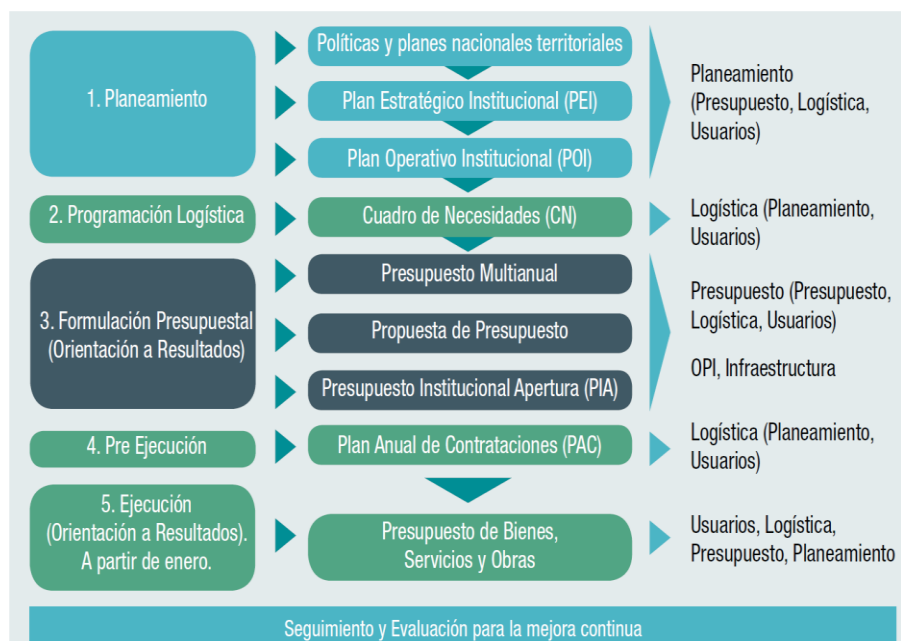 1. Planeamiento
Políticas y planes nacionales territoriales
Plan Estratégico Institucional (PEI)
Plan Operativo Institucional (POI)
Planeamiento
(Presupuesto, Logística,
Usuarios)
2. Programación Logística
Cuadro de Necesidades (CN)
Logística (Planeamiento,
Usuarios)
3. Formulación Presupuestal
(Orientación a Resultados)
Presupuesto Multianual
Propuesta de Presupuesto
Presupuesto Institucional Apertura (PIA)
Presupuesto (Presupuesto,
Logística, Usuarios)
OPI, Infraestructura
4. Pre Ejecución
Plan Anual de Contrataciones (PAC)
Logística (Planeamiento,
Usuarios)
5. Ejecución
(Orientación a Resultados).
A partir de enero.
Presupuesto de Bienes,
Servicios y Obras
Usuarios, Logística,
Presupuesto, Planeamiento
Seguimiento y Evaluación para la mejora continua